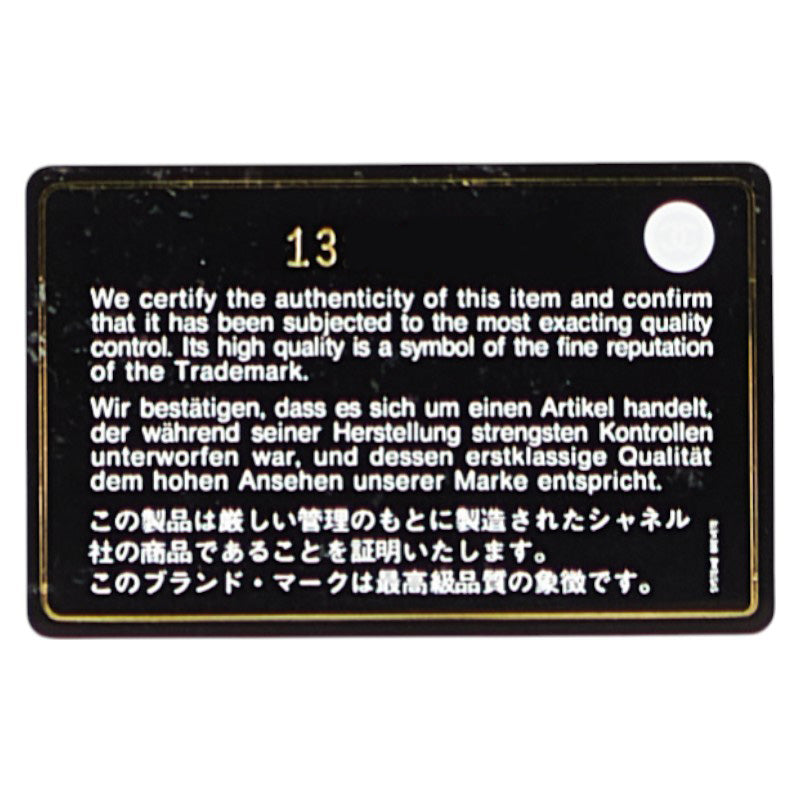 13
We certify the authenticity of this item and confirm
that it has been subjected to the most exacting quality
control. Its high quality is a symbol of the fine reputation
of the Trademark.
Wir bestätigen, dass es sich um einen Artikel handelt,
der während seiner Herstellung strengsten Kontrollen
unterworfen war, und dessen erstklassige Qualität
dem hohen Ansehen unserer Marke entspricht.
この製品は厳しい管理のもとに製造されたシャネル
社の商品であることを証明いたします。
このブランド・マークは最高級品質の象徴です。